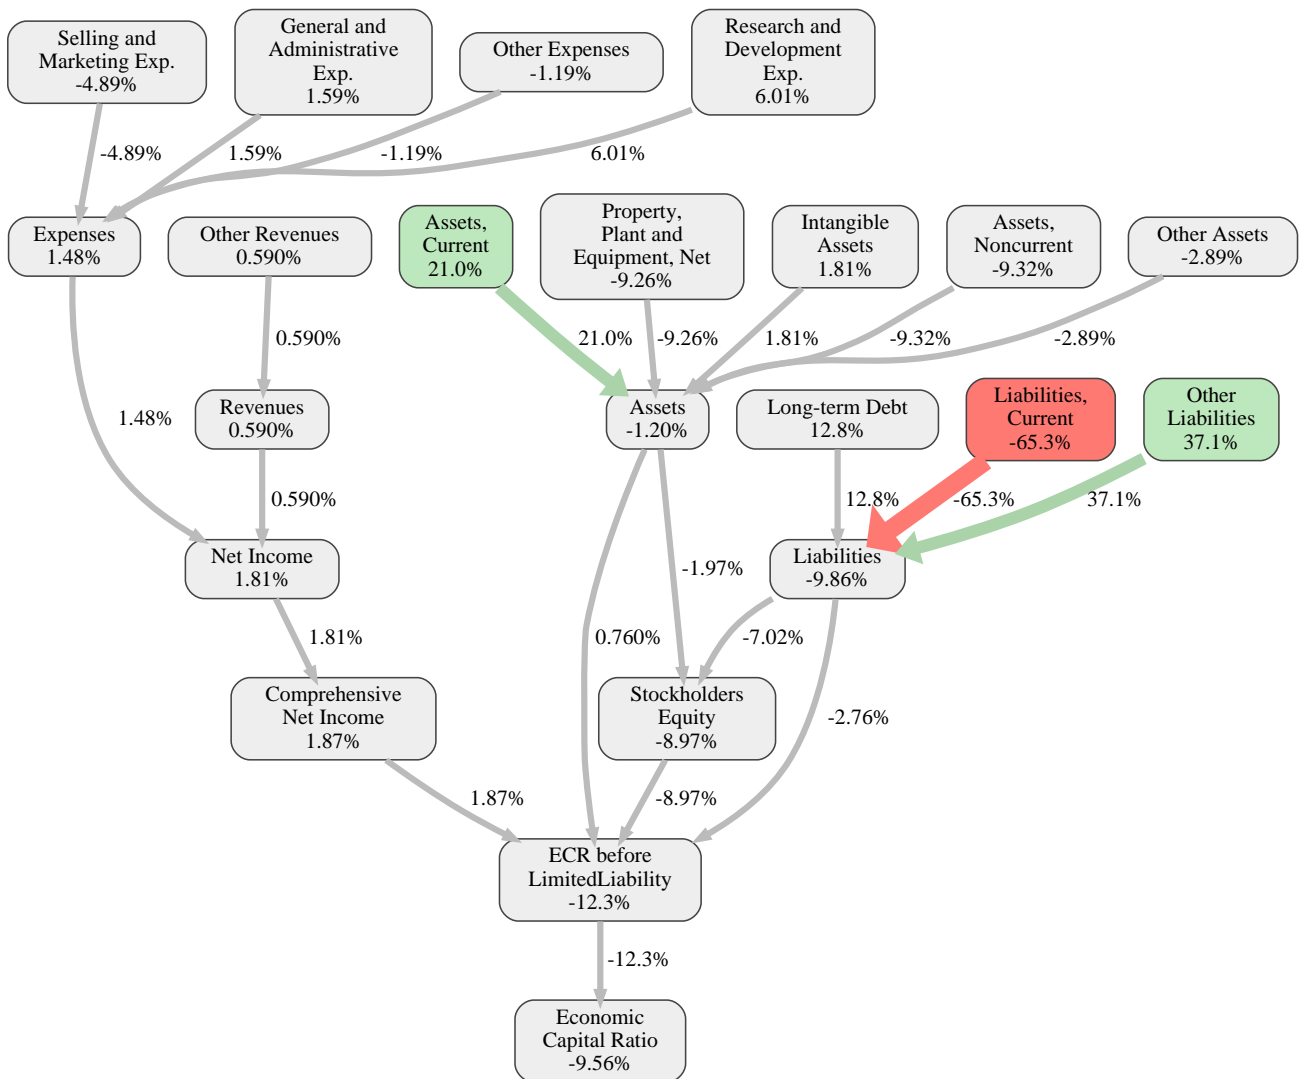 Selling and
Marketing Exp.
-4.89%
General and
Administrative
Exp.
1.59%
Other Expenses
-1.19%
Research and
Development
Exp.
6.01%
-4.89%
1.59%
-1.19%
6.01%
Expenses
1.48%
Other Revenues
0.590%
Assets,
Current
21.0%
Property,
Plant and
Equipment, Net
-9.26%
Intangible
Assets
1.81%
Assets,
Noncurrent
-9.32%
Other Assets
-2.89%
0.590%
21.0%
-9.26%
1.81%
-9.32%
-2.89%
1.48%
Revenues
0.590%
Assets
-1.20%
Long-term Debt
12.8%
Liabilities,
Current
-65.3%
Other
Liabilities
37.1%
0.590%
12.8%
-65.3%
37.1%
Net Income
1.81%
-1.97%
Liabilities
-9.86%
1.81%
0.760%
-7.02%
Comprehensive
Net Income
1.87%
Stockholders
Equity
-8.97%
-2.76%
1.87%
-8.97%
ECR before
LimitedLiability
-12.3%
-12.3%
Economic
Capital Ratio
-9.56%